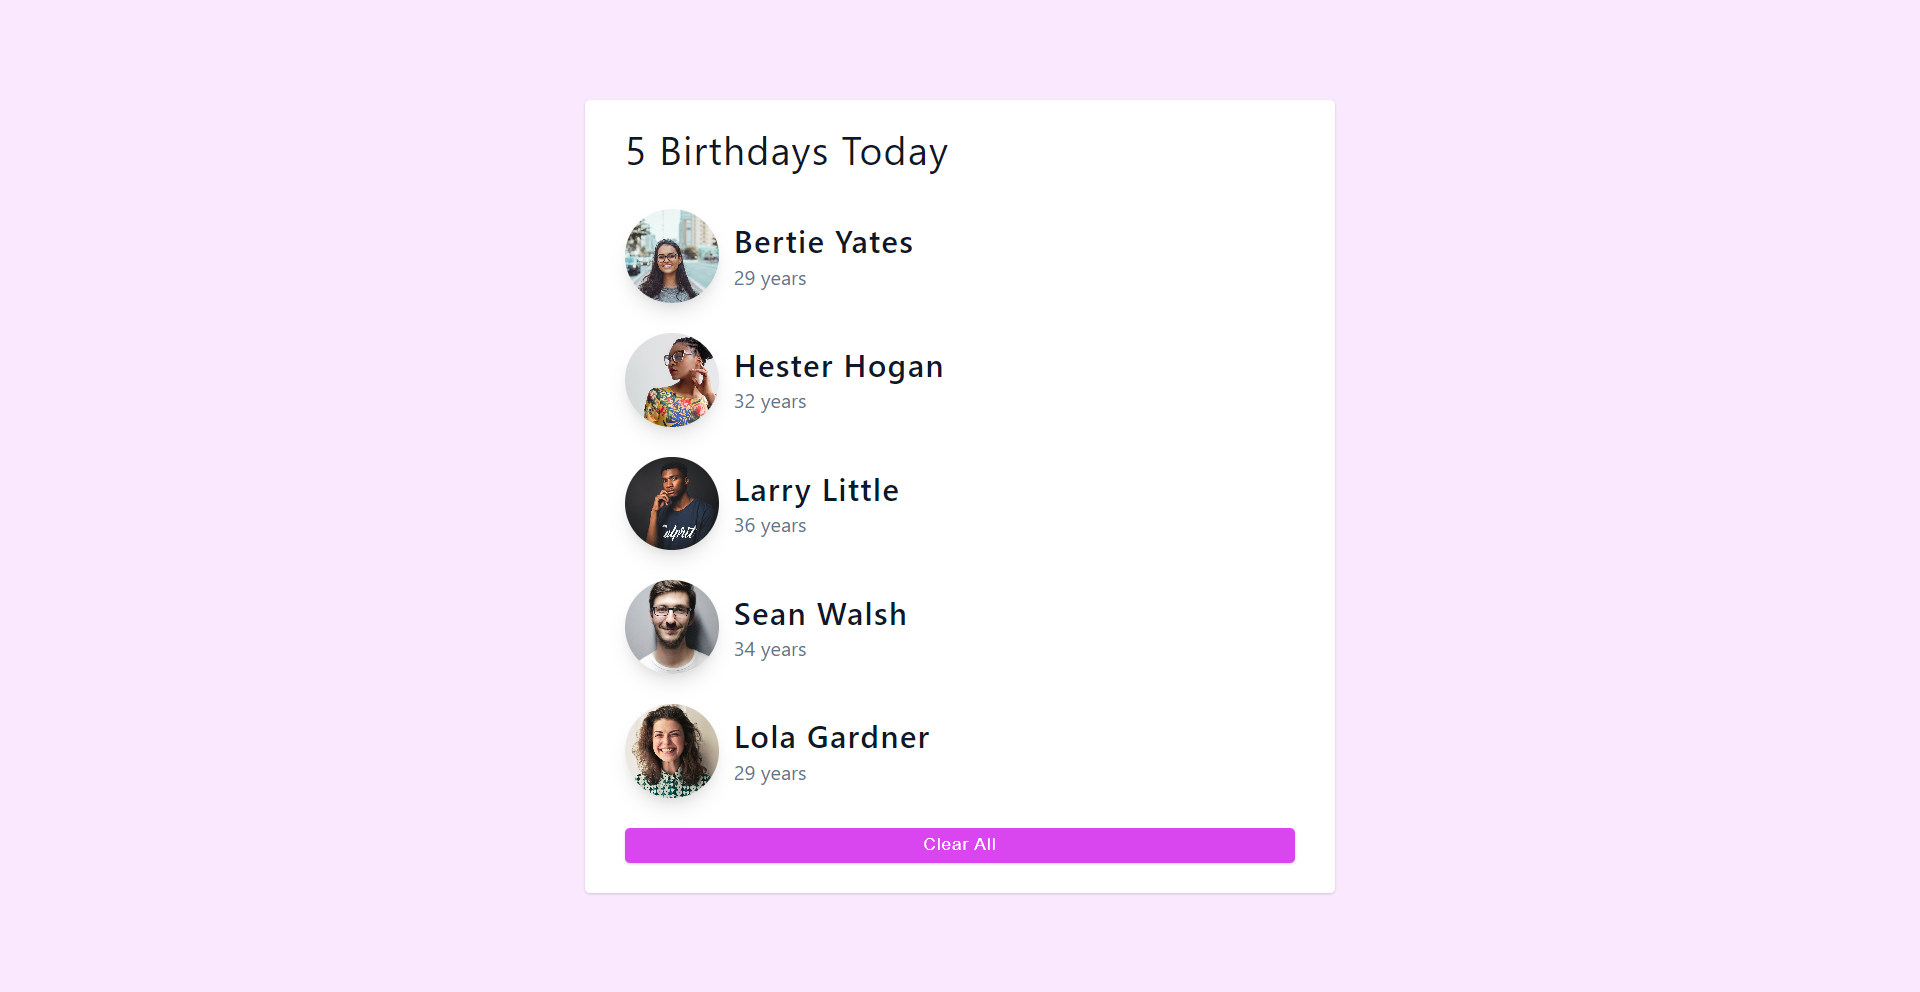 5 Birthdays Today
Bertie Yates
29 years
Hester Hogan
32 years
Larry Little
36 years
Sean Walsh
34 years
Lola Gardner
29 years
Clear All